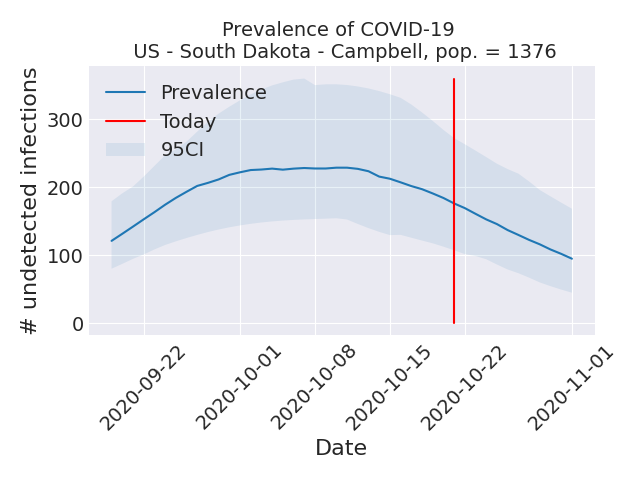 Prevalence of COVID-19
US - South Dakota - Campbell, pop. = 1376
# undetected infections
300
200
100
0
Prevalence
Today
95CI
2020-09-22
2020-10-01
2020-10-08
2020-10-15
2020-10-22
2020-11-01
Date